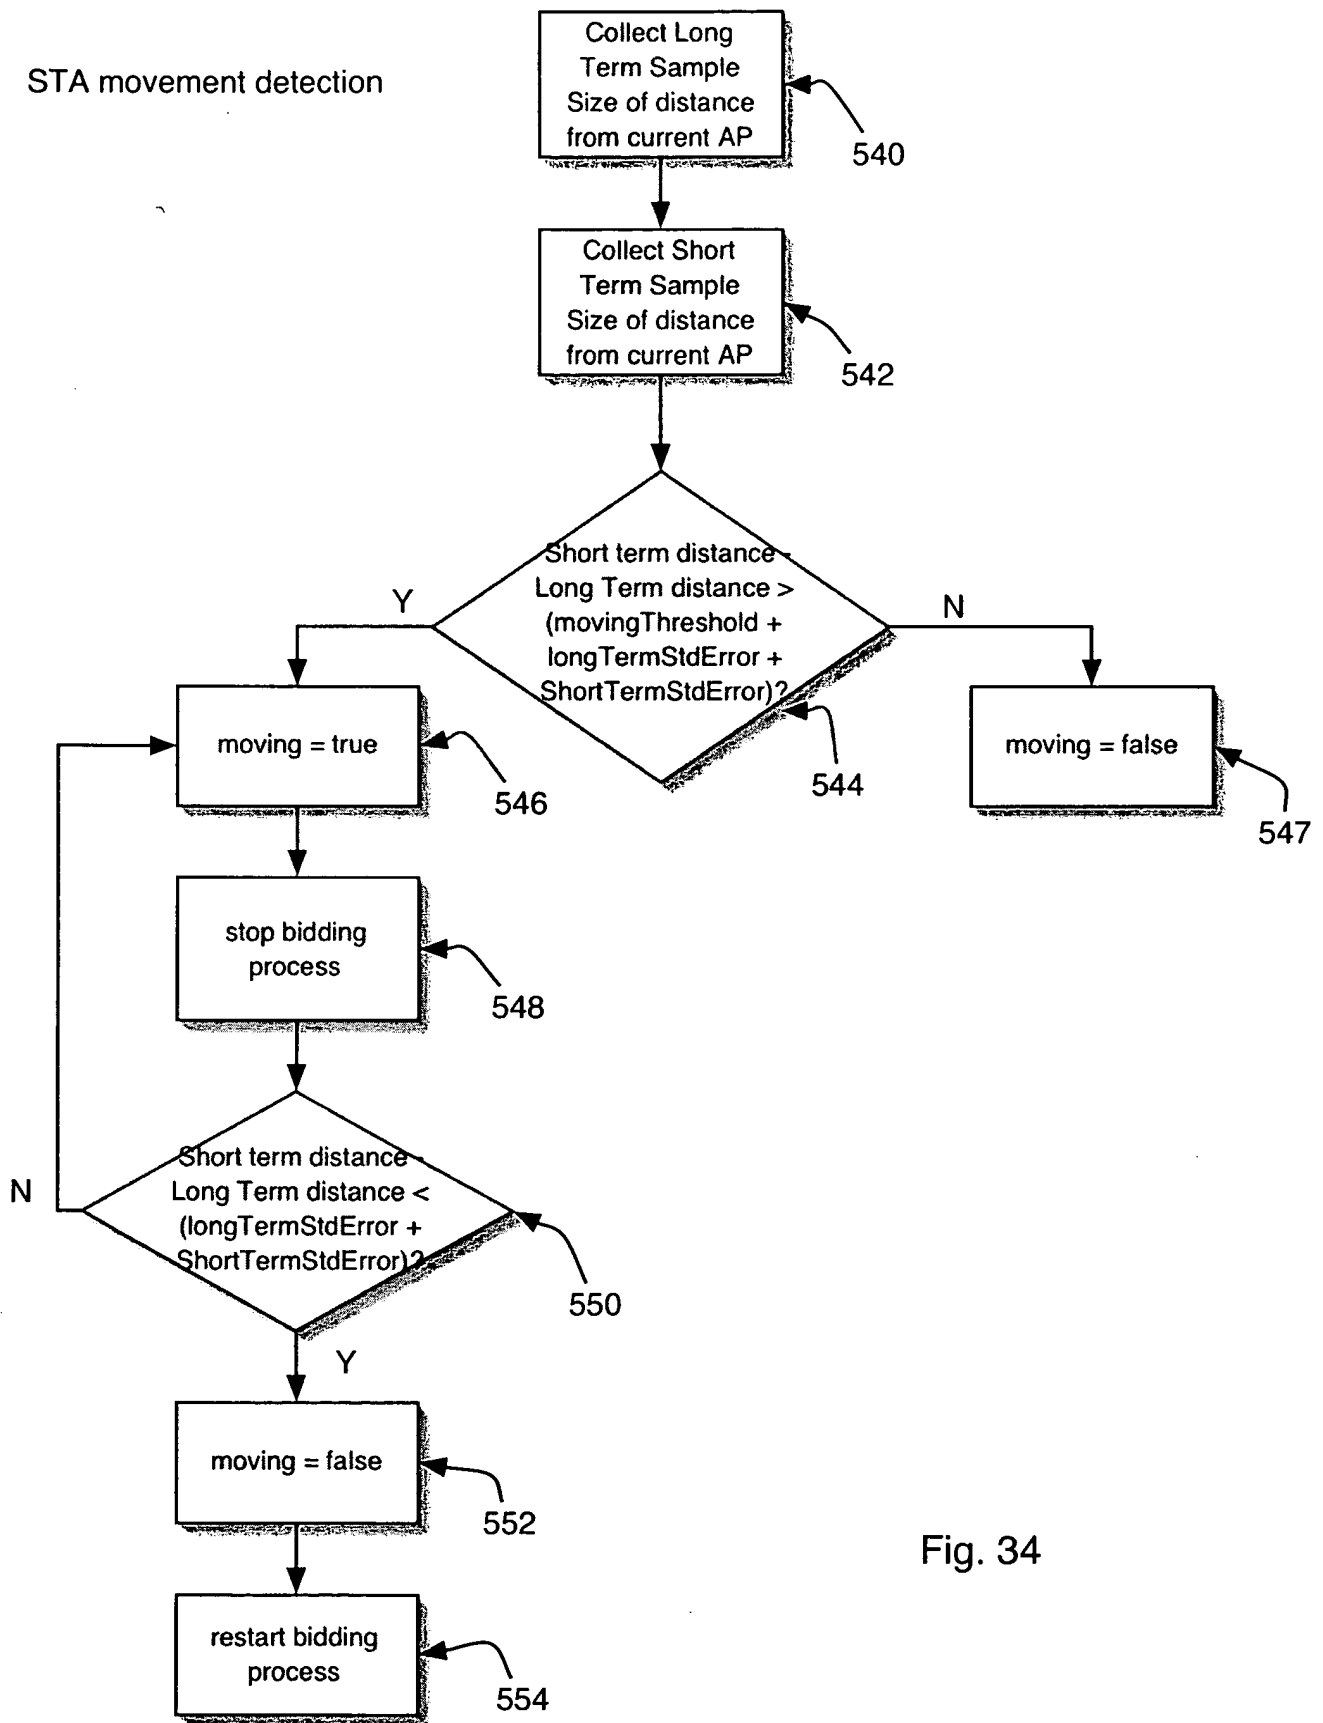 STA movement detection
Collect Long
Term Sample
Size of distance
from current AP
540
Collect Short
Term Sample
Size of distance
from current AP
542
Short term distance -
Long Term distance >
(movingThreshold +
longTermStdError +
ShortTermStdError)?
544
Y
N
moving = true
546
moving = false
547
stop bidding
process
548
Short term distance -
Long Term distance <
(longTermStdError +
ShortTermStdError)?
550
N
Y
moving = false
552
restart bidding
process
554
Fig. 34